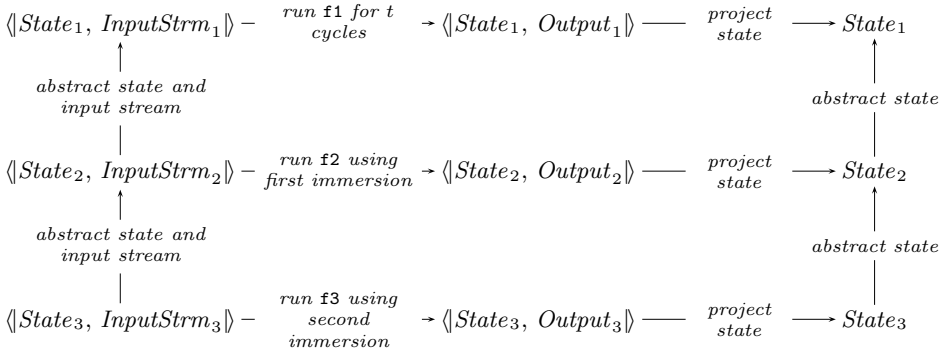 ⟨|State₁, InputStrm₁|⟩ run f1 for t cycles ⟨|State₁, Output₁|⟩ project state State₁
abstract state and
input stream
abstract state
⟨|State₂, InputStrm₂|⟩ run f2 using first immersion ⟨|State₂, Output₂|⟩ project state State₂
abstract state and
input stream
abstract state
⟨|State₃, InputStrm₃|⟩ run f3 using second immersion ⟨|State₃, Output₃|⟩ project state State₃